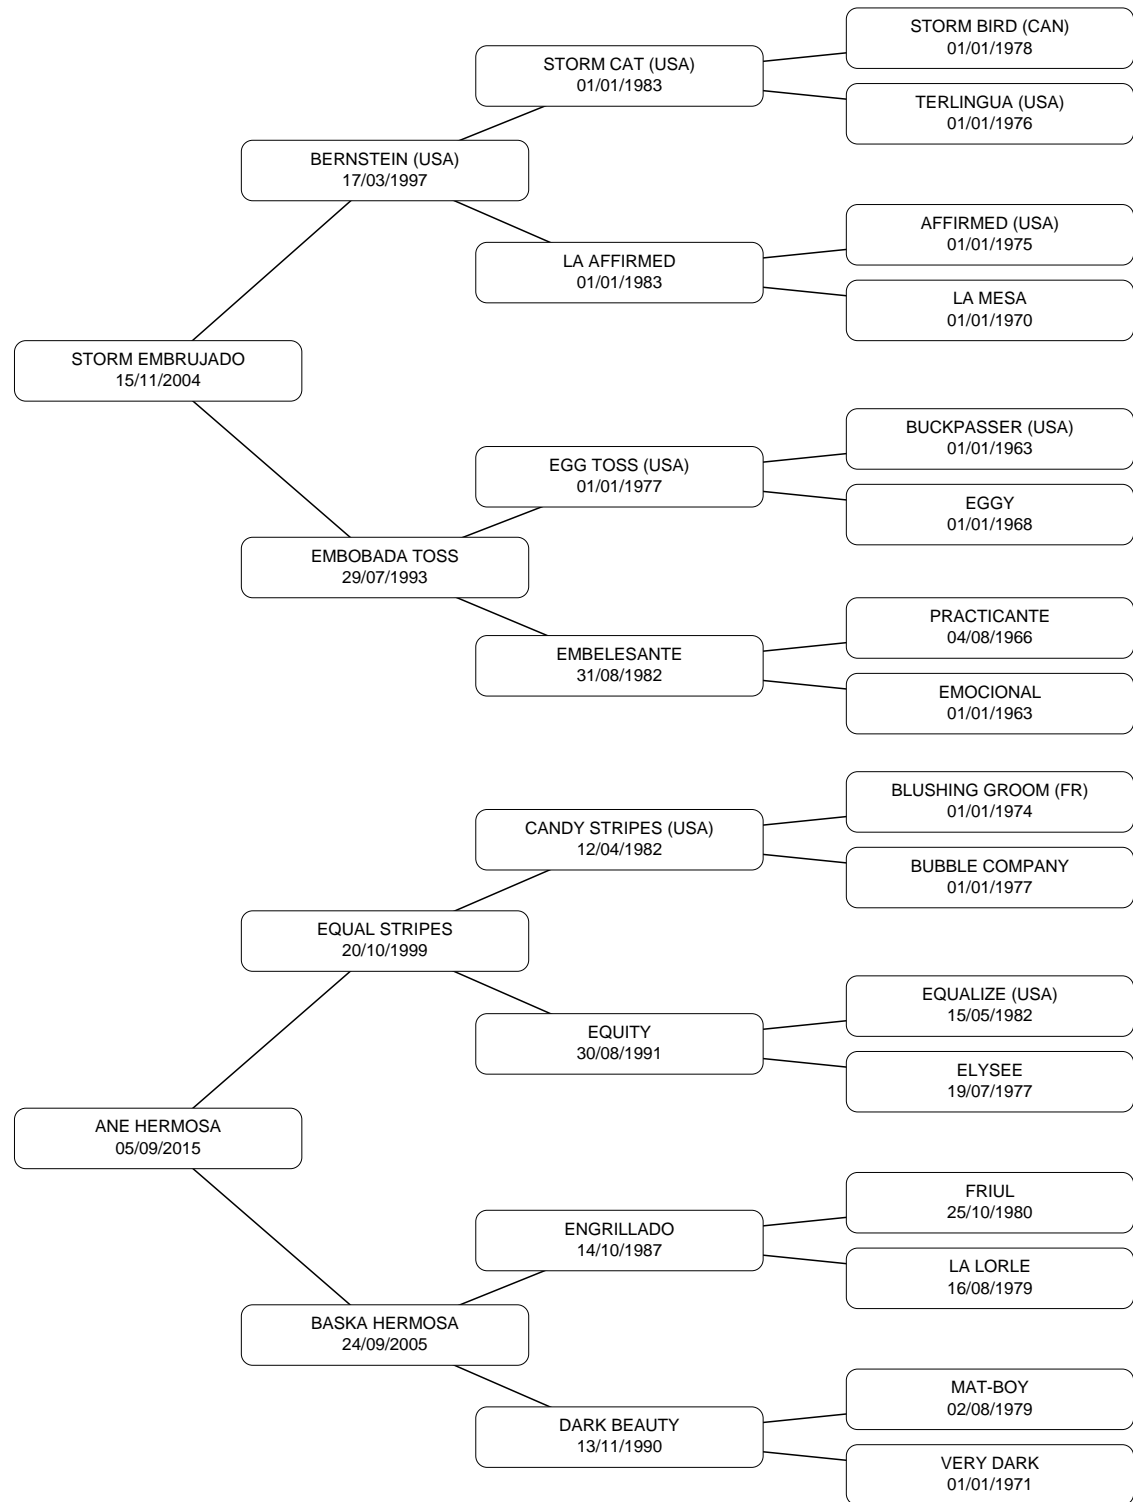 STORM BIRD (CAN)
01/01/1978
STORM CAT (USA)
01/01/1983
TERLINGUA (USA)
01/01/1976
BERNSTEIN (USA)
17/03/1997
AFFIRMED (USA)
01/01/1975
LA AFFIRMED
01/01/1983
LA MESA
01/01/1970
STORM EMBRUJADO
15/11/2004
BUCKPASSER (USA)
01/01/1963
EGG TOSS (USA)
01/01/1977
EGGY
01/01/1968
EMBOBADA TOSS
29/07/1993
PRACTICANTE
04/08/1966
EMBELESANTE
31/08/1982
EMOCIONAL
01/01/1963
BLUSHING GROOM (FR)
01/01/1974
CANDY STRIPES (USA)
12/04/1982
BUBBLE COMPANY
01/01/1977
EQUAL STRIPES
20/10/1999
EQUALIZE (USA)
15/05/1982
EQUITY
30/08/1991
ELYSEE
19/07/1977
ANE HERMOSA
05/09/2015
FRIUL
25/10/1980
ENGRILLADO
14/10/1987
LA LORLE
16/08/1979
BASKA HERMOSA
24/09/2005
MAT-BOY
02/08/1979
DARK BEAUTY
13/11/1990
VERY DARK
01/01/1971